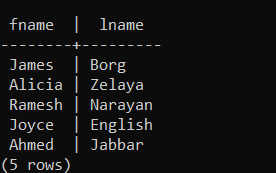 fname | lname
--------+---------
James | Borg
Alicia | Zelaya
Ramesh | Narayan
Joyce | English
Ahmed | Jabbar
(5 rows)